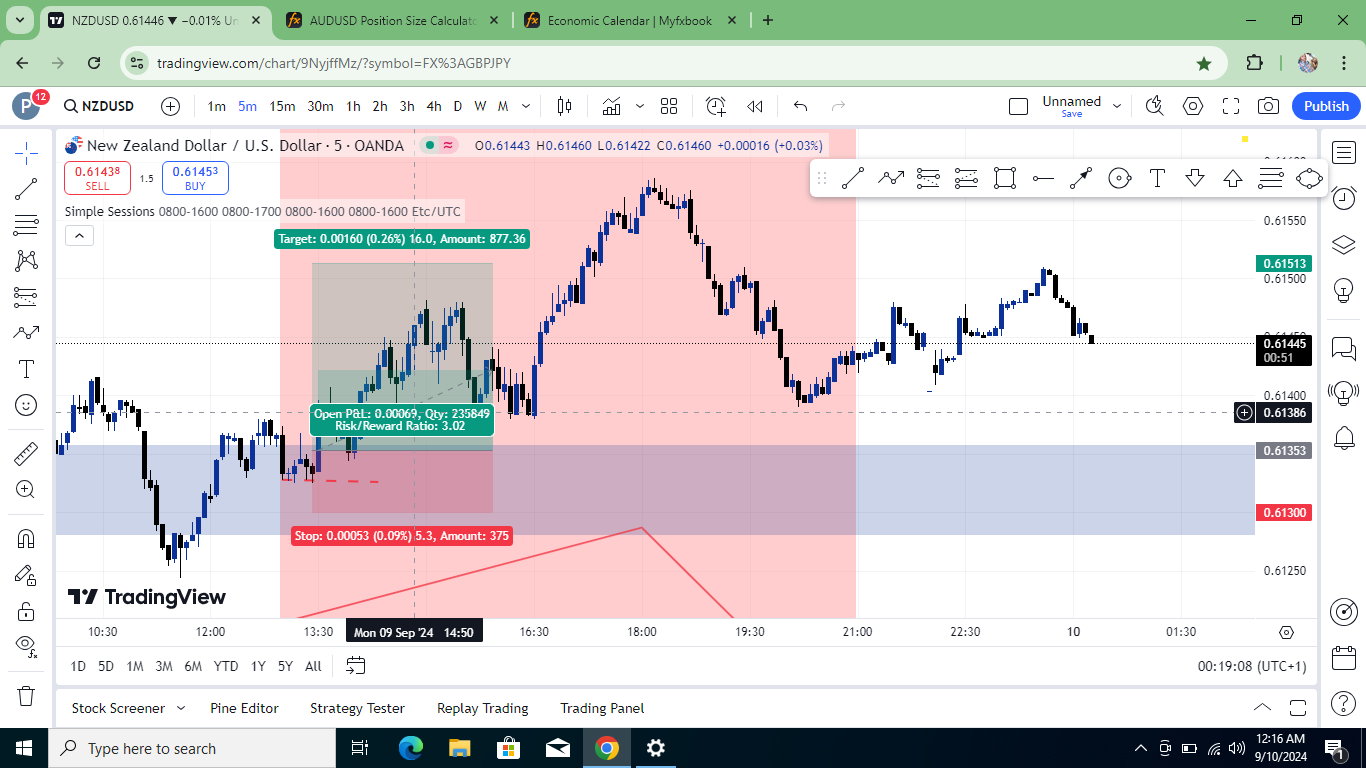 NZDUSD 0.61446 ▼ −0.01% Un
AUDUSD Position Size Calculato
Economic Calendar | Myfxbook
tradingview.com/chart/9NyjffMz/?symbol=FX%3AGBPJPY
P 12 NZDUSD 1m 5m 15m 30m 1h 2h 3h 4h D W M Unnamed Save Publish
New Zealand Dollar / U.S. Dollar · 5 · OANDA O0.61443 H0.61460 L0.61422 C0.61460 +0.00016 (+0.03%)
0.61438 SELL 1.5 0.61453 BUY
Simple Sessions 0800-1600 0800-1700 0800-1600 0800-1600 Etc/UTC
Target: 0.00160 (0.26%) 16.0, Amount: 877.36
Open P&L: 0.00069, Qty: 235849
Risk/Reward Ratio: 3.02
Stop: 0.00053 (0.09%) 5.3, Amount: 375
0.61550
0.61513
0.61500
0.61445
00:51
0.61400
0.61386
0.61353
0.61300
0.61250
TradingView
10:30 12:00 13:30 Mon 09 Sep '24 14:50 16:30 18:00 19:30 21:00 22:30 10 01:30
1D 5D 1M 3M 6M YTD 1Y 5Y All 00:19:08 (UTC+1)
Stock Screener Pine Editor Strategy Tester Replay Trading Trading Panel
Type here to search
12:16 AM
9/10/2024
1